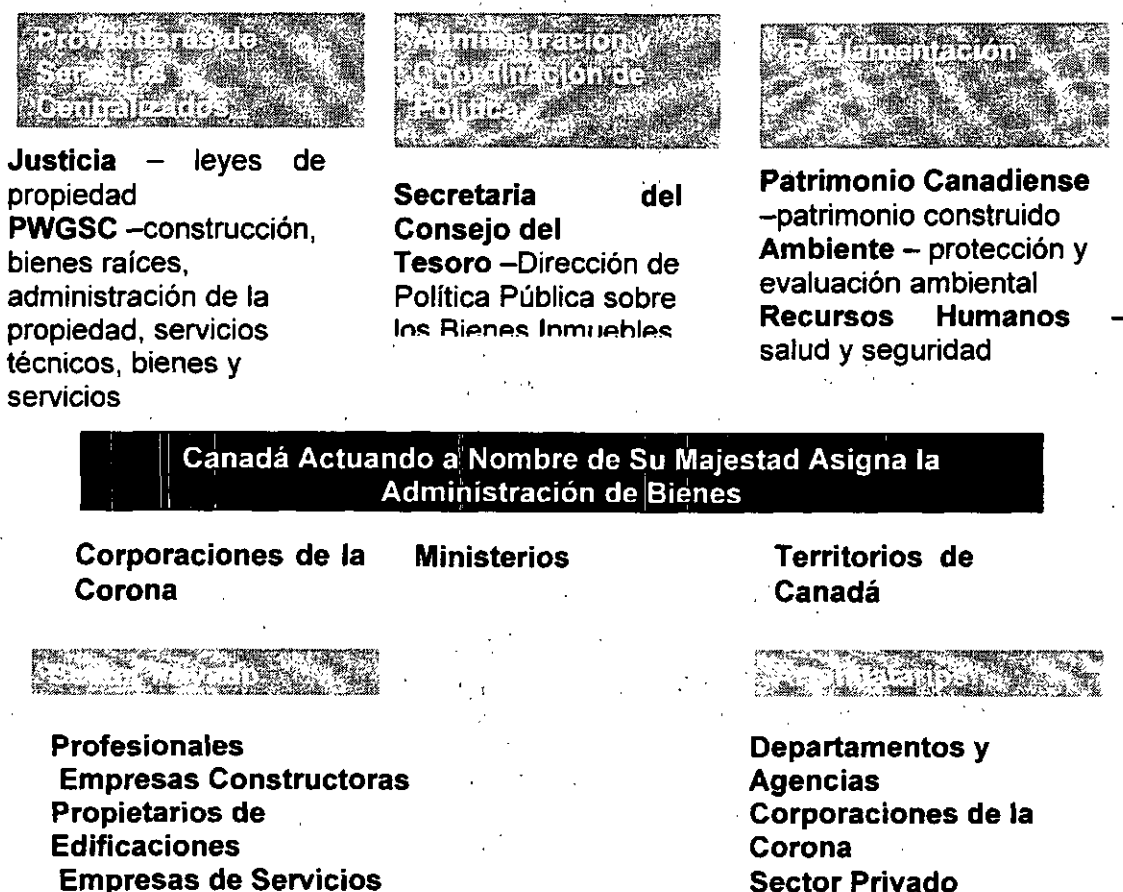 Proveedoras de
Servicios
Centralizados
Justicia – leyes de
propiedad
PWGSC –construcción,
bienes raíces,
administración de la
propiedad, servicios
técnicos, bienes y
servicios
Administración y
Coordinación de
Política
Secretaria del
Consejo del
Tesoro –Dirección de
Política Pública sobre
los Bienes Inmuebles
Reglamentación
Patrimonio Canadiense
–patrimonio construido
Ambiente – protección y
evaluación ambiental
Recursos Humanos –
salud y seguridad
Canadá Actuando a Nombre de Su Majestad Asigna la
Administración de Bienes
Corporaciones de la
Corona
Ministerios
Territorios de
Canadá
Profesionales
Empresas Constructoras
Propietarios de
Edificaciones
Empresas de Servicios
Departamentos y
Agencias
Corporaciones de la
Corona
Sector Privado